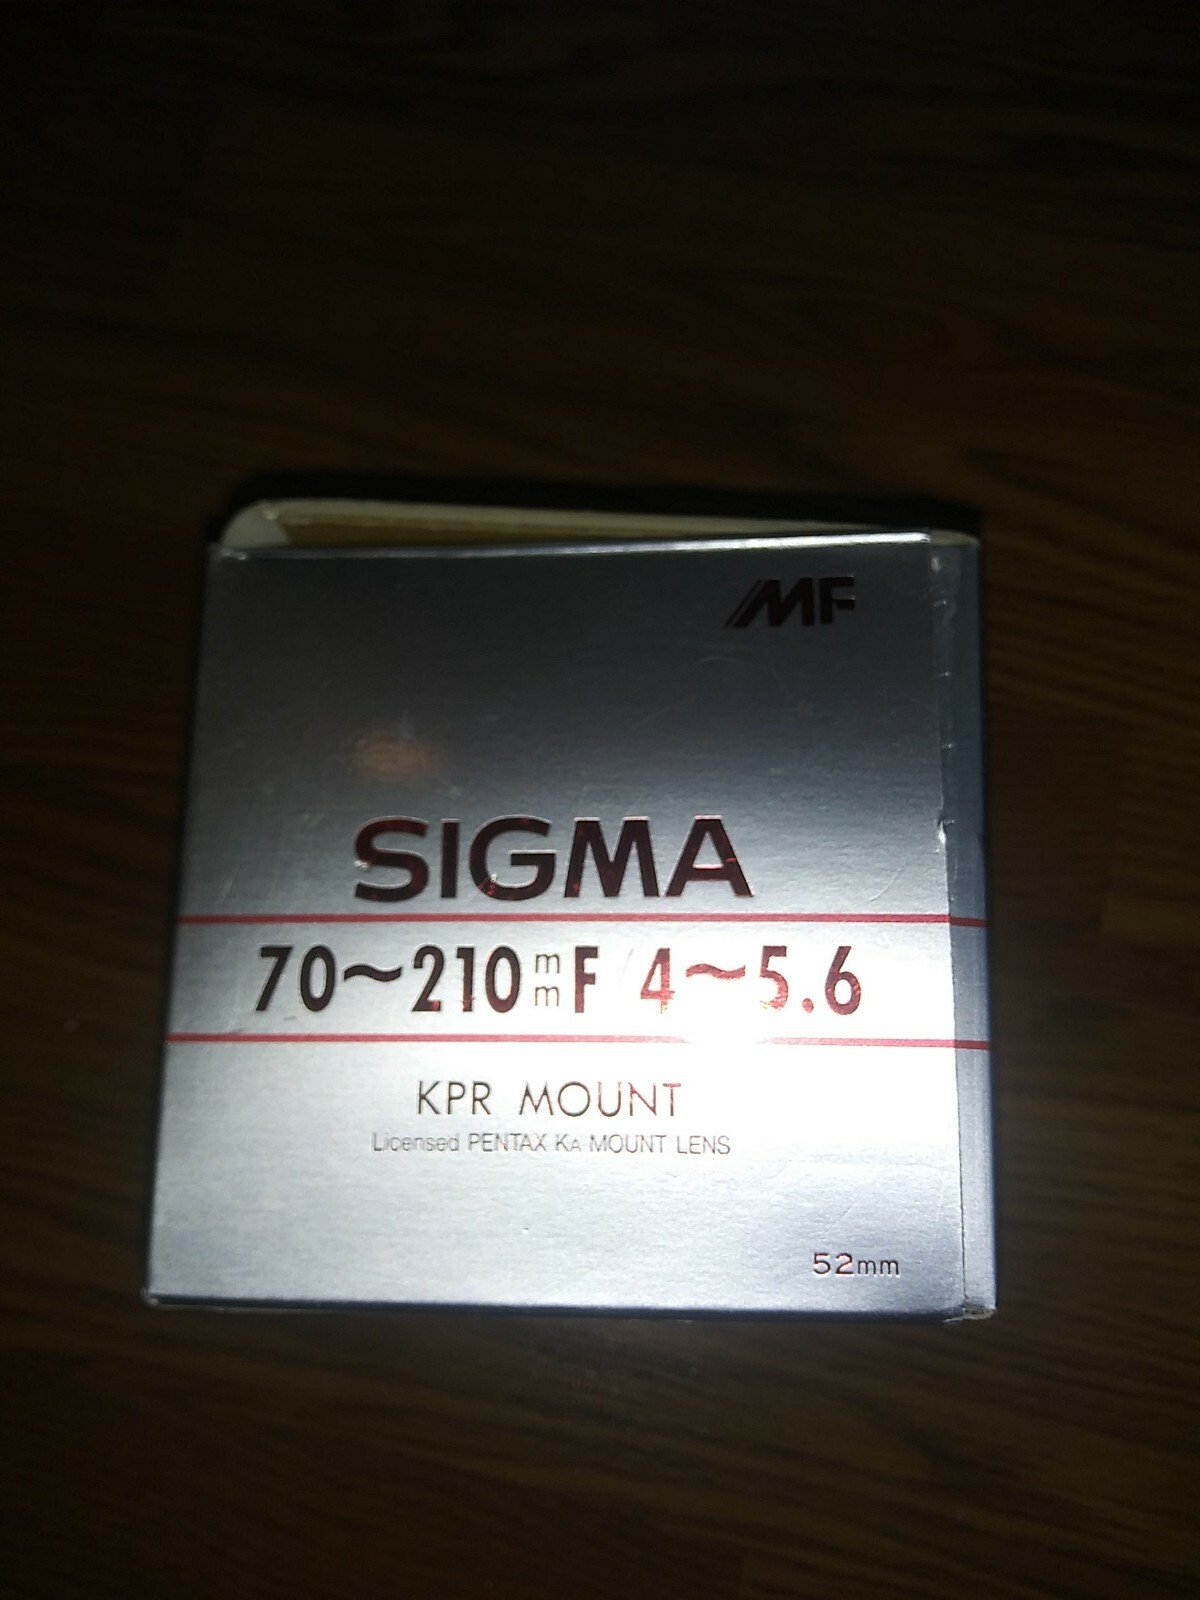 MF
SIGMA
70~210mm F 4~5.6
KPR MOUNT
Licensed PENTAX KA MOUNT LENS
52mm